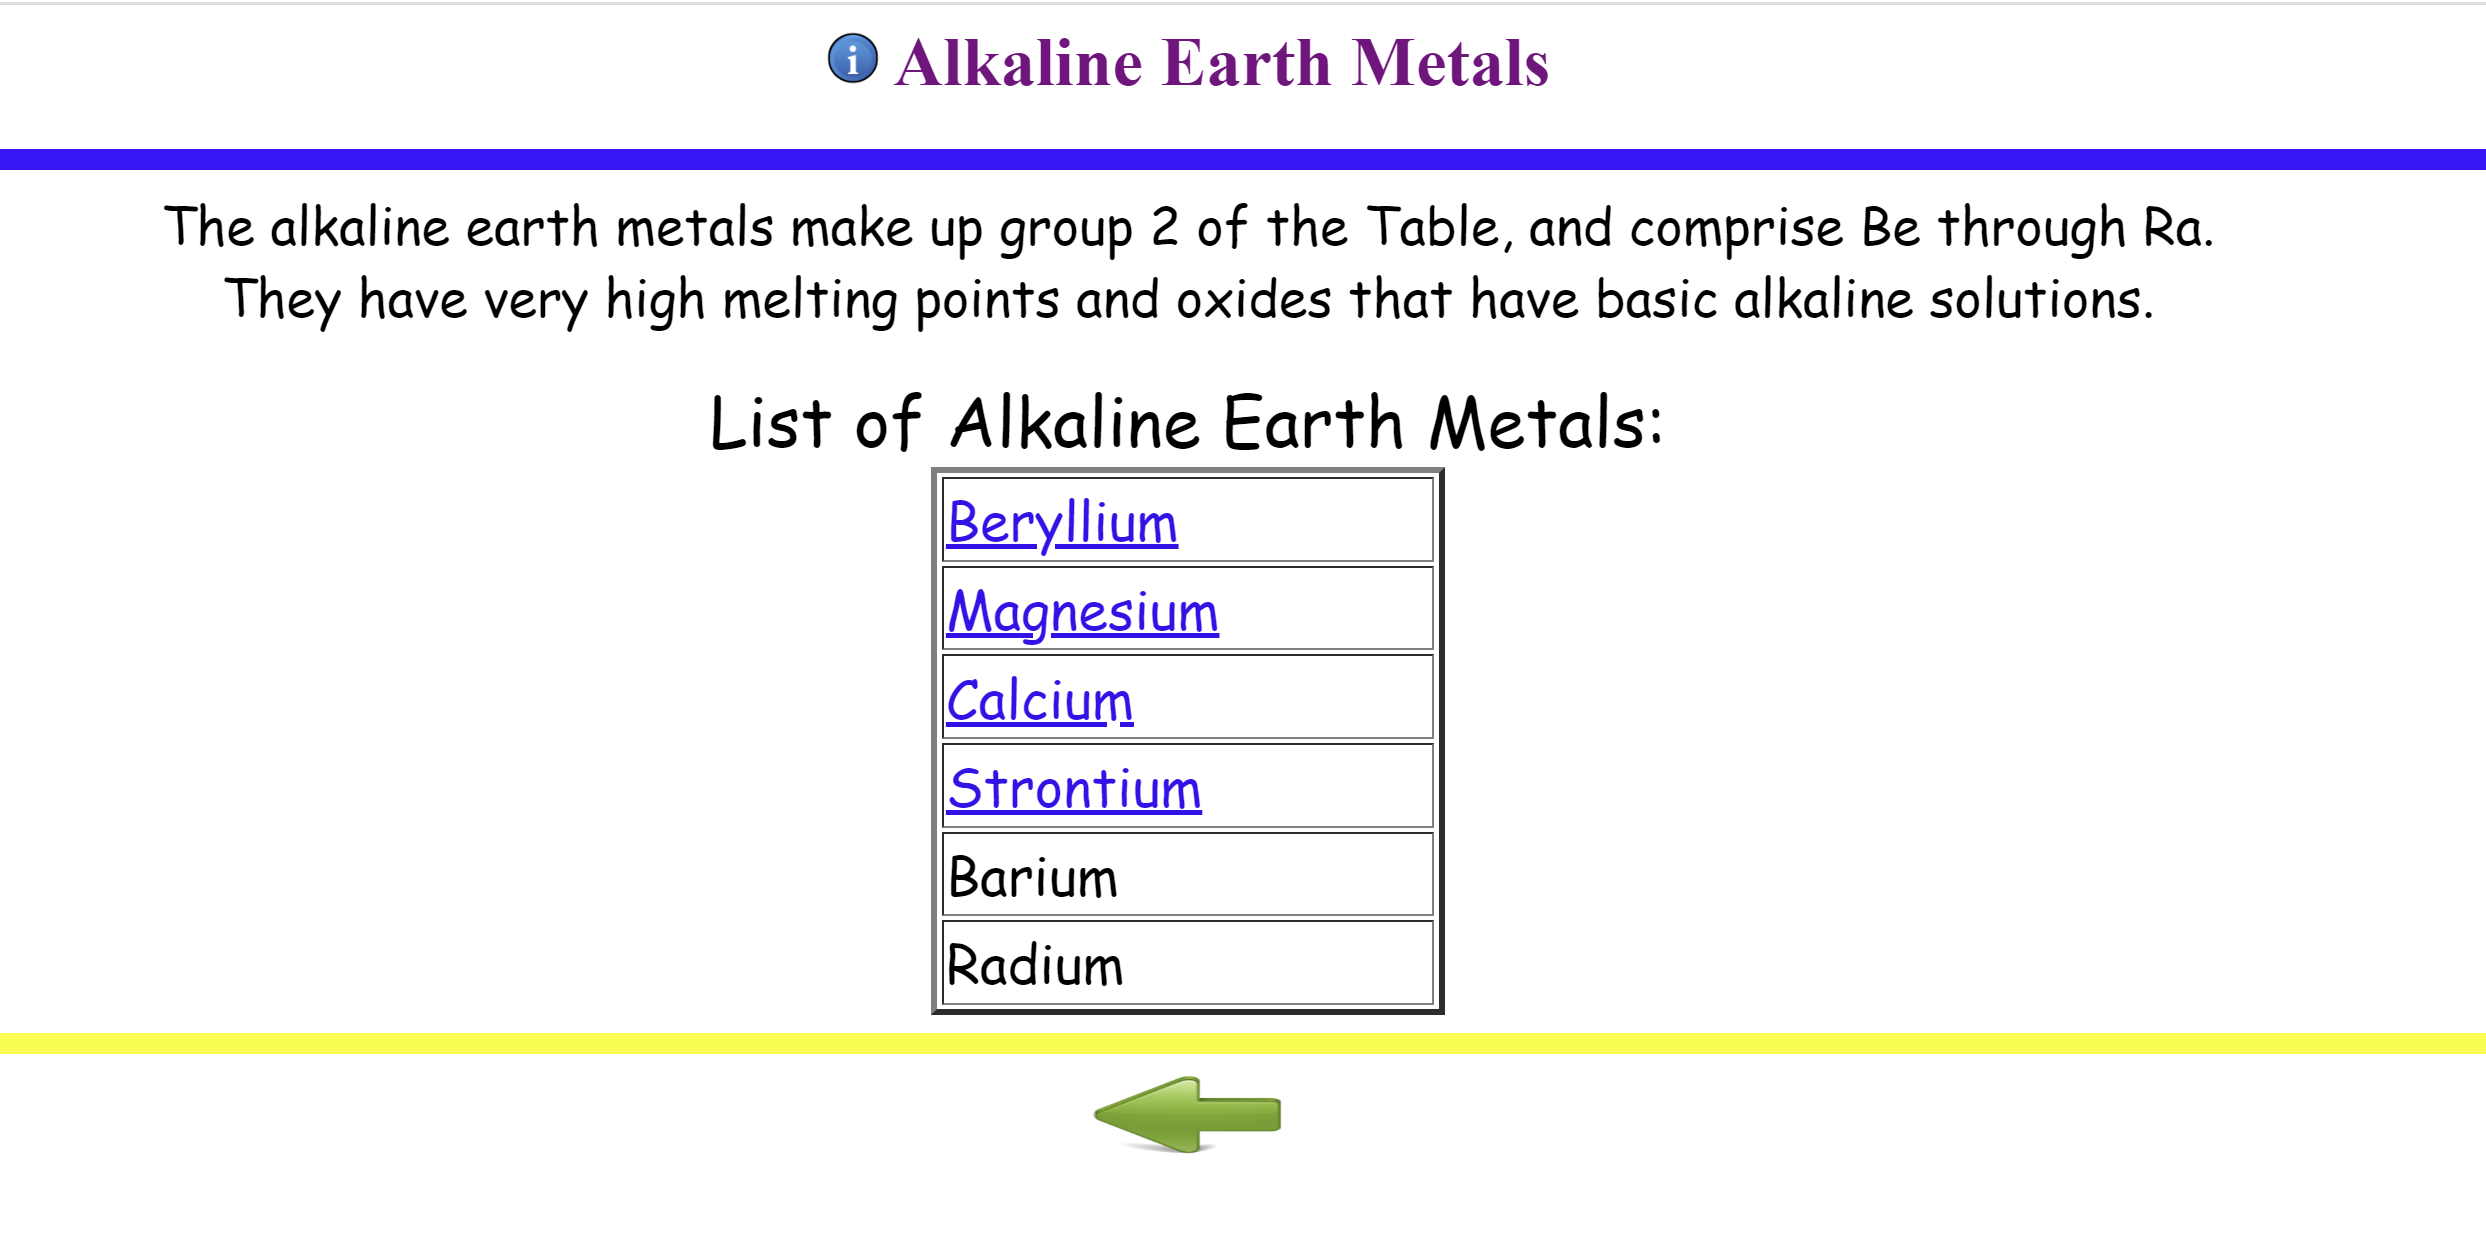 i Alkaline Earth Metals
The alkaline earth metals make up group 2 of the Table, and comprise Be through Ra.
They have very high melting points and oxides that have basic alkaline solutions.
List of Alkaline Earth Metals:
Beryllium
Magnesium
Calcium
Strontium
Barium
Radium